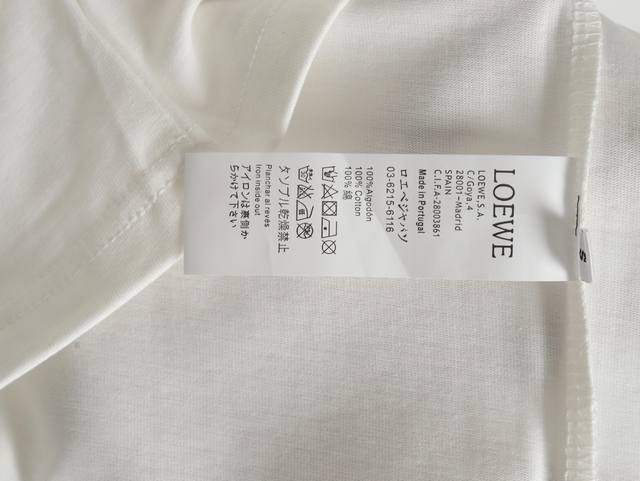 LOEWE
LOEWE,S.A.
C/Goya,4
28001-Madrid
SPAIN
C.I.F.A-28003861
Made in Portugal
ロエベジャパソ
03-6215-6116
100%Algodón
100% Cotton
100% 綿
タソブル乾燥禁止
Planchar al revés
Iron inside out
アイロンは裏側か
らかけて下さい
S